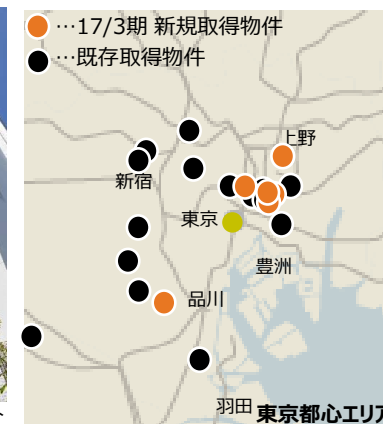 …17/3期 新規取得物件
…既存取得物件
上野
新宿
東京
豊洲
品川
羽田
東京都心エリア